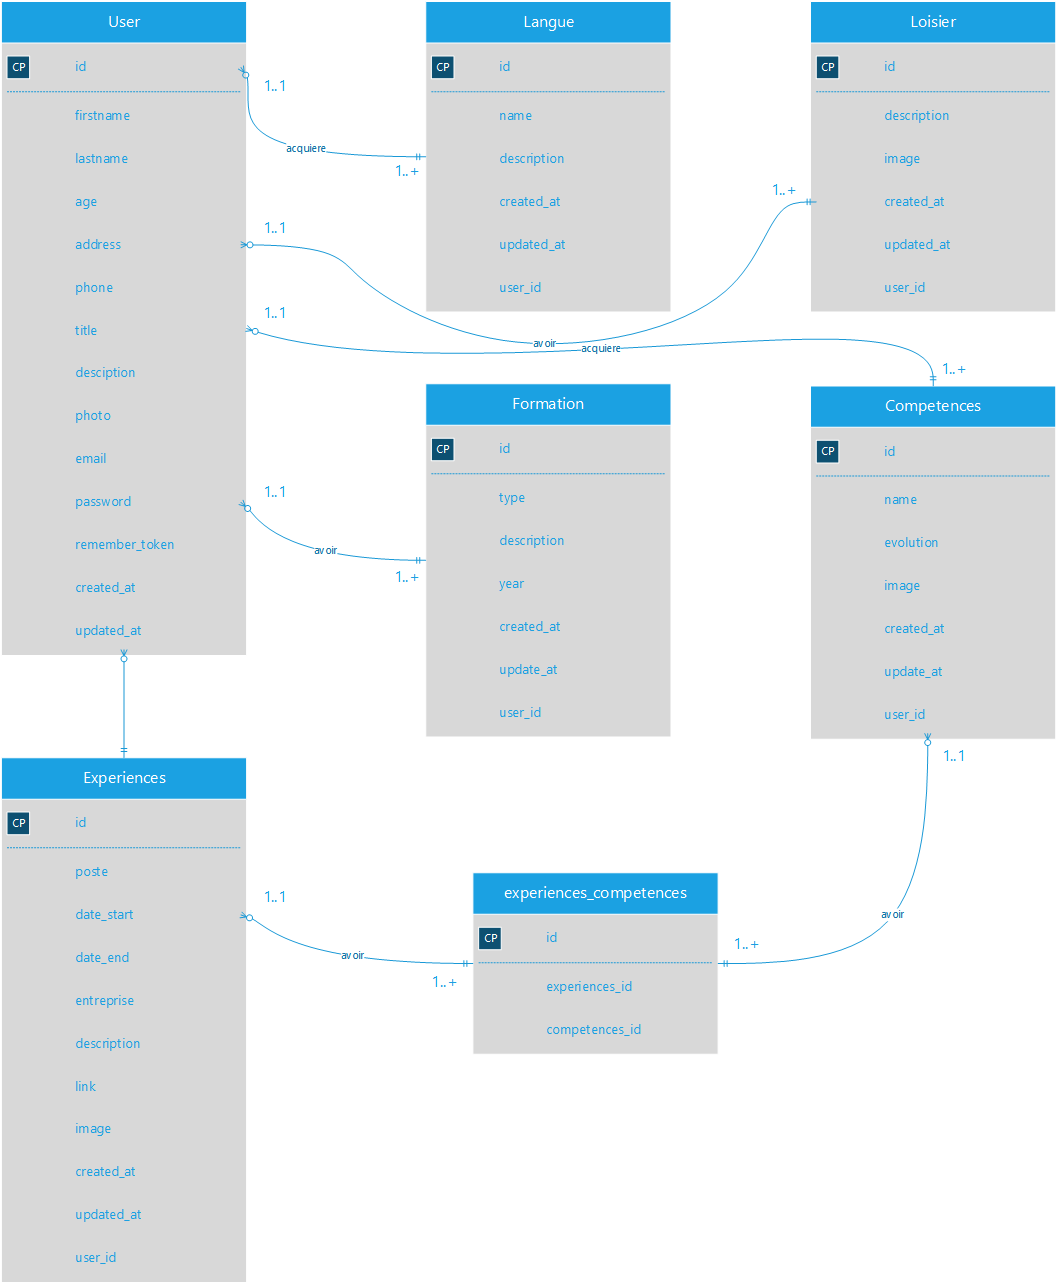 User
CP
id
firstname
lastname
age
address
phone
title
desciption
photo
email
password
remember_token
created_at
updated_at
Langue
CP
id
name
description
created_at
updated_at
user_id
Loisier
CP
id
description
image
created_at
updated_at
user_id
1..1
acquiere
1..+
1..1
avoir
1..+
1..1
acquiere
1..+
1..1
avoir
1..+
Formation
CP
id
type
description
year
created_at
update_at
user_id
Competences
CP
id
name
evolution
image
created_at
update_at
user_id
Experiences
CP
id
poste
date_start
date_end
entreprise
description
link
image
created_at
updated_at
user_id
1..1
avoir
1..+
experiences_competences
CP
id
experiences_id
competences_id
1..1
avoir
1..+